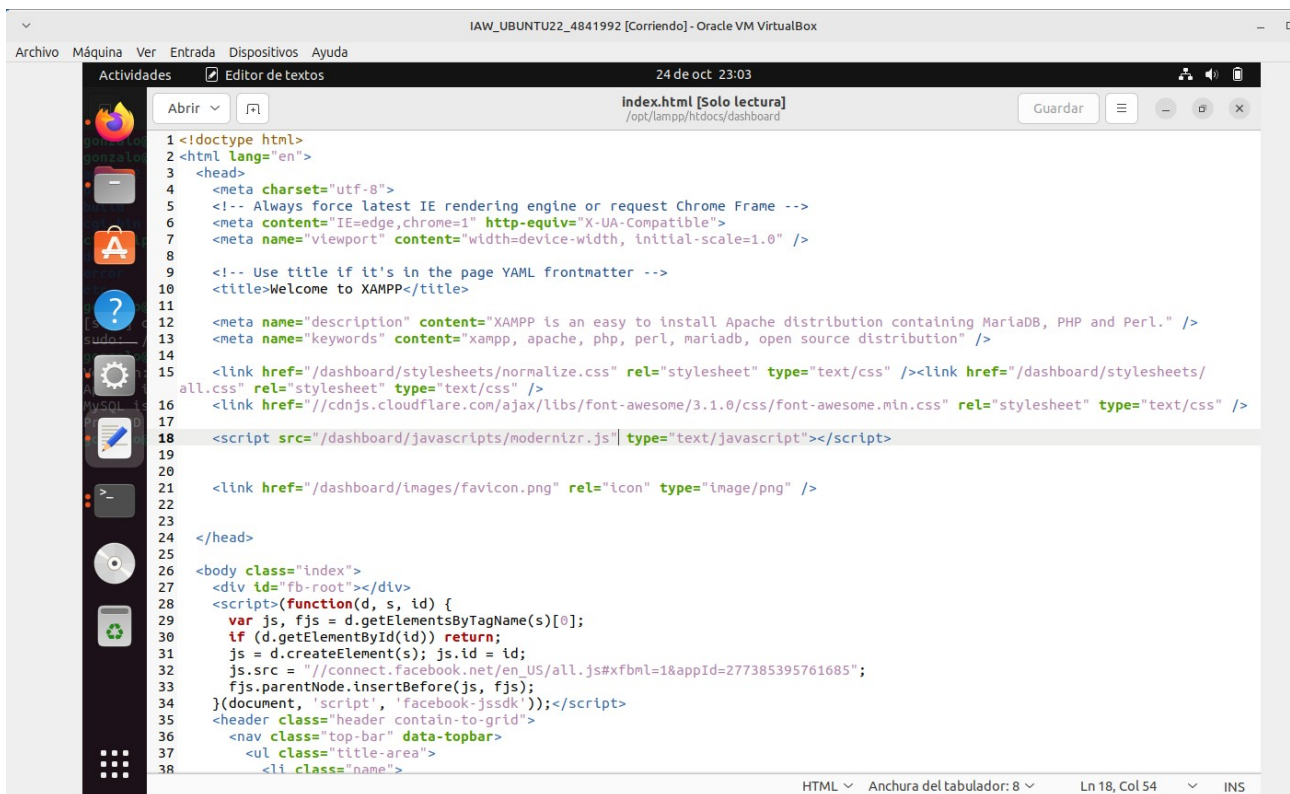 IAW_UBUNTU22_4841992 [Corriendo] - Oracle VM VirtualBox
Archivo Máquina Ver Entrada Dispositivos Ayuda
Actividades Editor de textos 24 de oct 23:03
Abrir index.html [Solo lectura] Guardar
/opt/lampp/htdocs/dashboard
1 <!doctype html>
2 <html lang="en">
3   <head>
4     <meta charset="utf-8">
5     <!-- Always force latest IE rendering engine or request Chrome Frame -->
6     <meta content="IE=edge,chrome=1" http-equiv="X-UA-Compatible">
7     <meta name="viewport" content="width=device-width, initial-scale=1.0" />
8
9     <!-- Use title if it's in the page YAML frontmatter -->
10     <title>Welcome to XAMPP</title>
11
12     <meta name="description" content="XAMPP is an easy to install Apache distribution containing MariaDB, PHP and Perl." />
13     <meta name="keywords" content="xampp, apache, php, perl, mariadb, open source distribution" />
14
15     <link href="/dashboard/stylesheets/normalize.css" rel="stylesheet" type="text/css" /><link href="/dashboard/stylesheets/
all.css" rel="stylesheet" type="text/css" />
16     <link href="//cdnjs.cloudflare.com/ajax/libs/font-awesome/3.1.0/css/font-awesome.min.css" rel="stylesheet" type="text/css" />
17
18     <script src="/dashboard/javascripts/modernizr.js" type="text/javascript"></script>
19
20
21     <link href="/dashboard/images/favicon.png" rel="icon" type="image/png" />
22
23
24   </head>
25
26   <body class="index">
27     <div id="fb-root"></div>
28     <script>(function(d, s, id) {
29       var js, fjs = d.getElementsByTagName(s)[0];
30       if (d.getElementById(id)) return;
31       js = d.createElement(s); js.id = id;
32       js.src = "//connect.facebook.net/en_US/all.js#xfbml=1&appId=277385395761685";
33       fjs.parentNode.insertBefore(js, fjs);
34     }(document, 'script', 'facebook-jssdk'));</script>
35     <header class="header contain-to-grid">
36       <nav class="top-bar" data-topbar>
37         <ul class="title-area">
38           <li class="name">
HTML Anchura del tabulador: 8 Ln 18, Col 54 INS